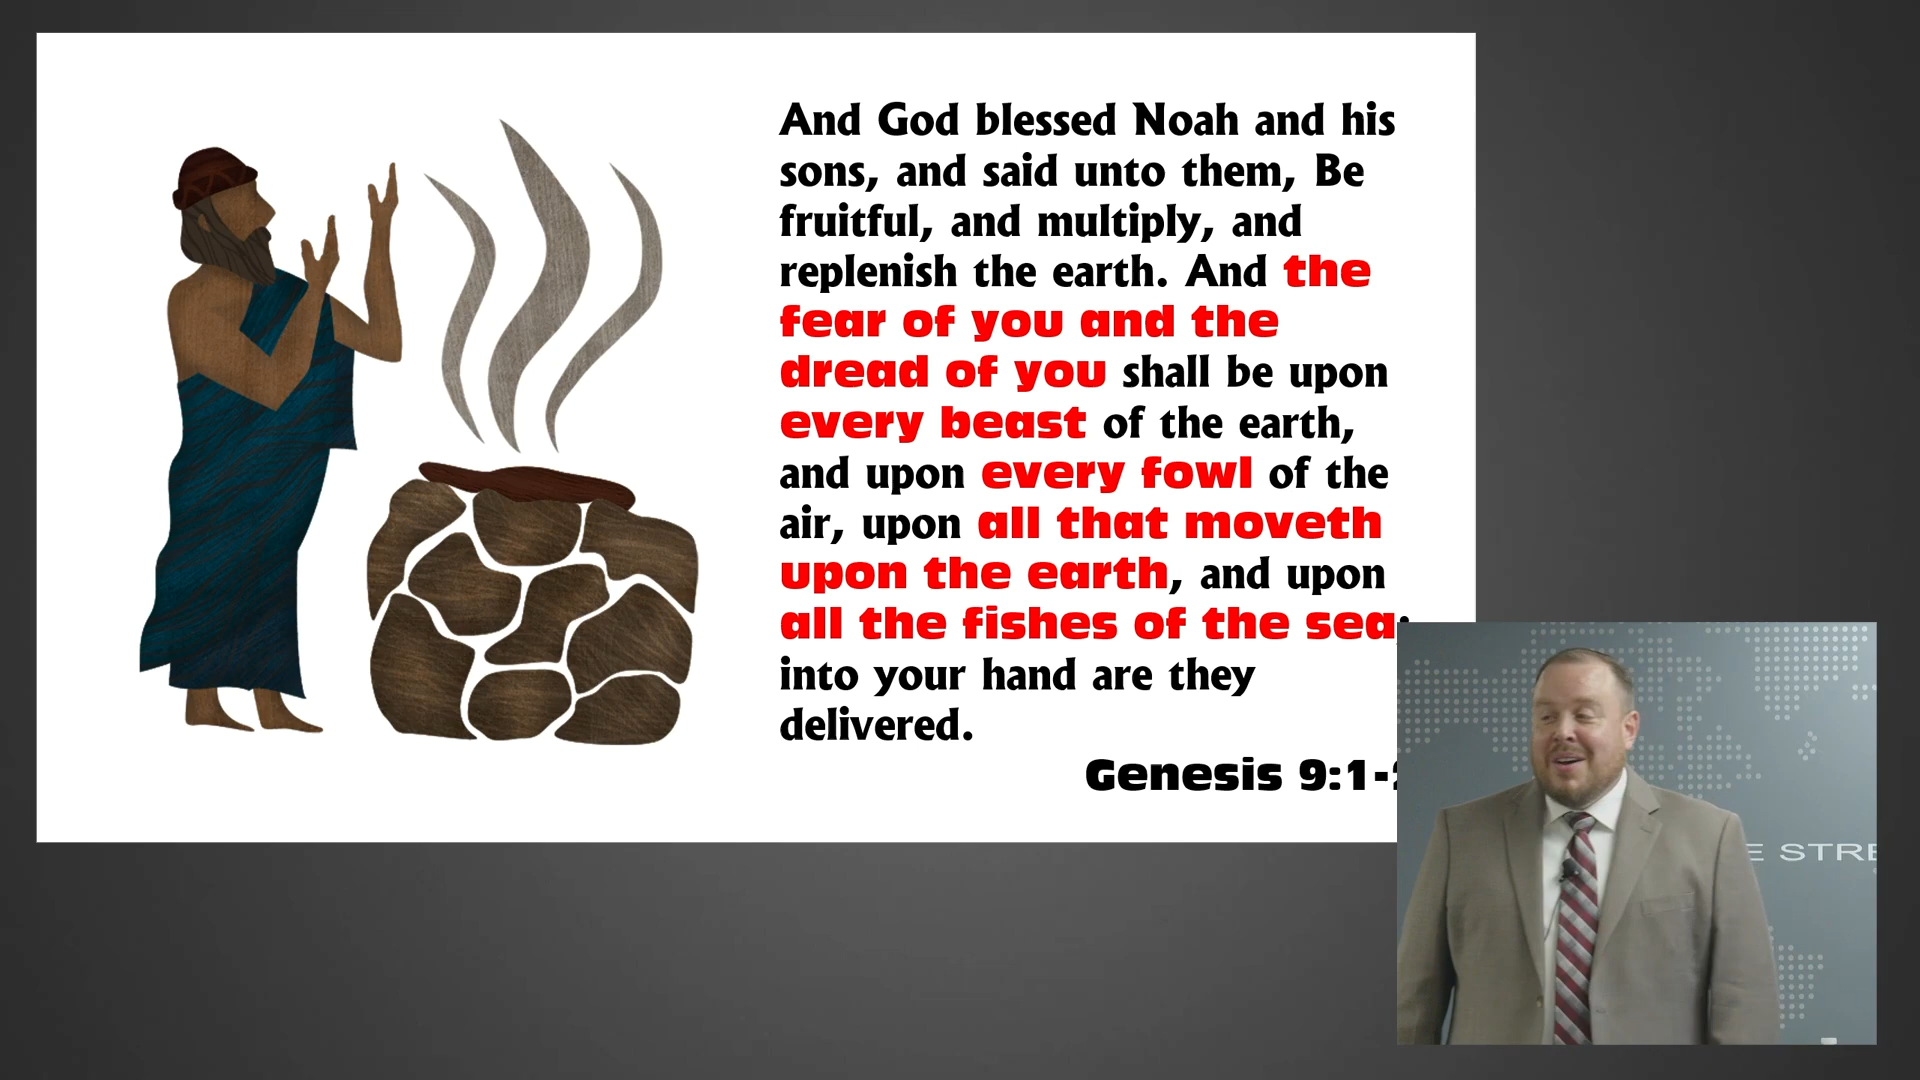 And God blessed Noah and his
sons, and said unto them, Be
fruitful, and multiply, and
replenish the earth. And the
fear of you and the
dread of you shall be upon
every beast of the earth,
and upon every fowl of the
air, upon all that moveth
upon the earth, and upon
all the fishes of the sea;
into your hand are they
delivered.
Genesis 9:1-
E STRE